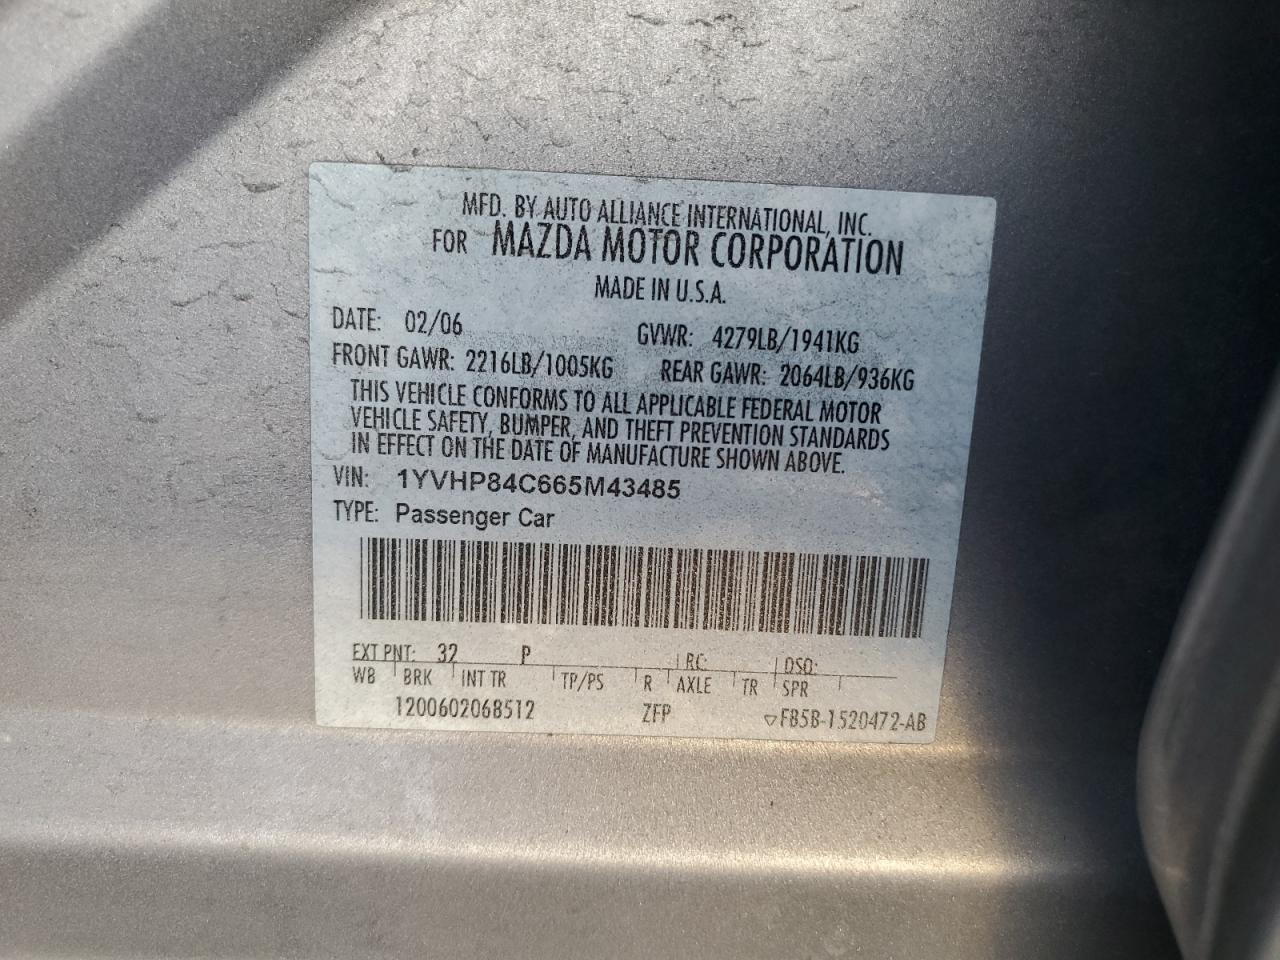 MFD. BY AUTO ALLIANCE INTERNATIONAL, INC.
FOR MAZDA MOTOR CORPORATION
MADE IN U.S.A.
DATE: 02/06 GVWR: 4279LB/1941KG
FRONT GAWR: 2216LB/1005KG REAR GAWR: 2064LB/936KG
THIS VEHICLE CONFORMS TO ALL APPLICABLE FEDERAL MOTOR
VEHICLE SAFETY, BUMPER, AND THEFT PREVENTION STANDARDS
IN EFFECT ON THE DATE OF MANUFACTURE SHOWN ABOVE.
VIN: 1YVHP84C665M43485
TYPE: Passenger Car
EXT PNT: 32 P RC: DSO:
WB BRK INT TR TP/PS R AXLE TR SPR
1200602068512 ZFP ▽FB5B-1520472-AB